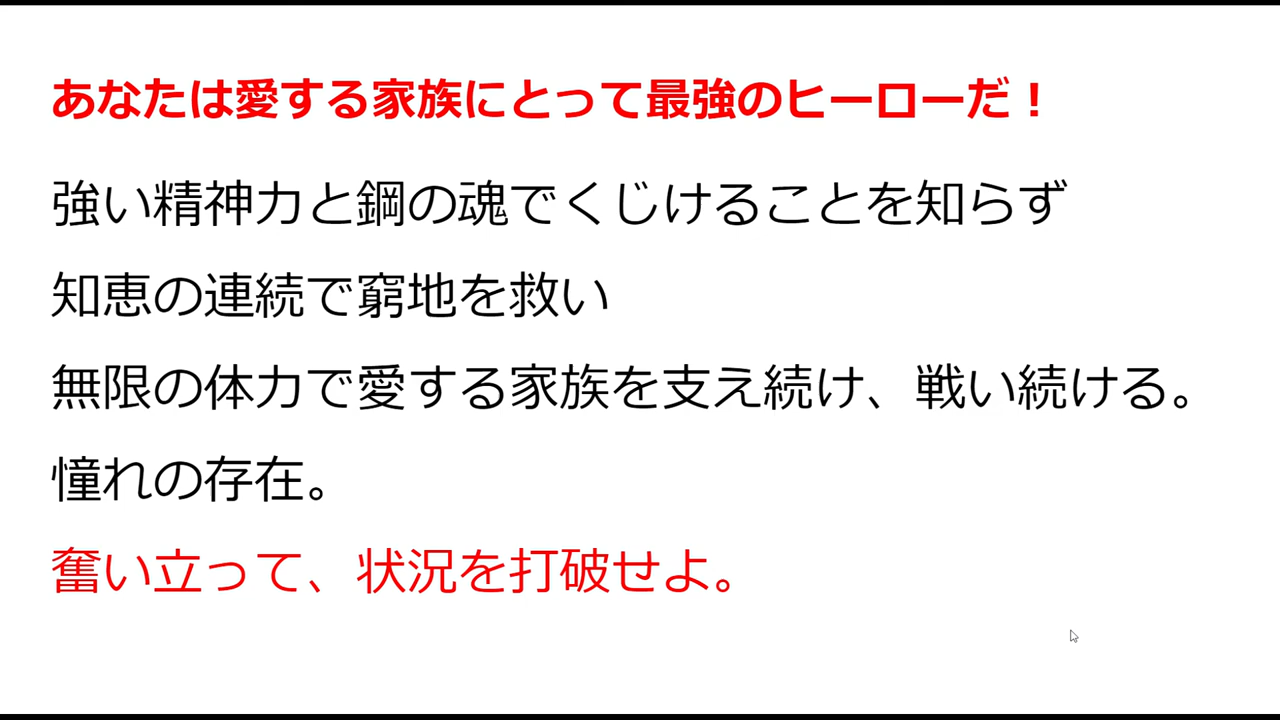 あなたは愛する家族にとって最強のヒーローだ！
強い精神力と鋼の魂でくじけることを知らず
知恵の連続で窮地を救い
無限の体力で愛する家族を支え続け、戦い続ける。
憧れの存在。
奮い立って、状況を打破せよ。